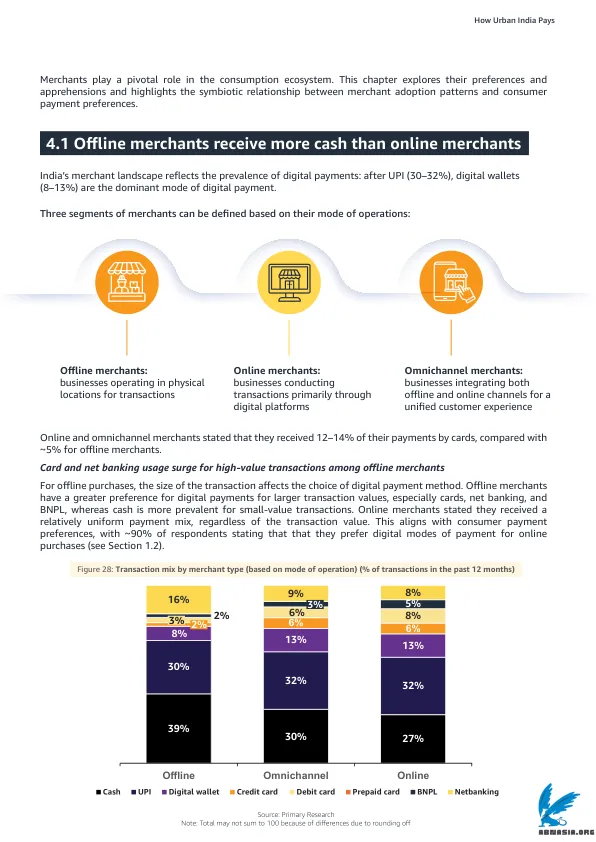 How Urban India Pays
Merchants play a pivotal role in the consumption ecosystem. This chapter explores their preferences and
apprehensions and highlights the symbiotic relationship between merchant adoption patterns and consumer
payment preferences.
4.1 Offline merchants receive more cash than online merchants
India's merchant landscape reflects the prevalence of digital payments: after UPI (30–32%), digital wallets
(8–13%) are the dominant mode of digital payment.
Three segments of merchants can be defined based on their mode of operations:
Offline merchants:
businesses operating in physical
locations for transactions
Online merchants:
businesses conducting
transactions primarily through
digital platforms
Omnichannel merchants:
businesses integrating both
offline and online channels for a
unified customer experience
Online and omnichannel merchants stated that they received 12–14% of their payments by cards, compared with
~5% for offline merchants.
Card and net banking usage surge for high-value transactions among offline merchants
For offline purchases, the size of the transaction affects the choice of digital payment method. Offline merchants
have a greater preference for digital payments for larger transaction values, especially cards, net banking, and
BNPL, whereas cash is more prevalent for small-value transactions. Online merchants stated they received a
relatively uniform payment mix, regardless of the transaction value. This aligns with consumer payment
preferences, with ~90% of respondents stating that that they prefer digital modes of payment for online
purchases (see Section 1.2).
Figure 28: Transaction mix by merchant type (based on mode of operation) (% of transactions in the past 12 months)
16%
2%
3%
2%
8%
30%
39%
9%
3%
6%
6%
13%
32%
30%
8%
5%
8%
6%
13%
32%
27%
Offline
Omnichannel
Online
Cash UPI Digital wallet Credit card Debit card Prepaid card BNPL Netbanking
Source: Primary Research
Note: Total may not sum to 100 because of differences due to rounding off
ABNASIA.ORG